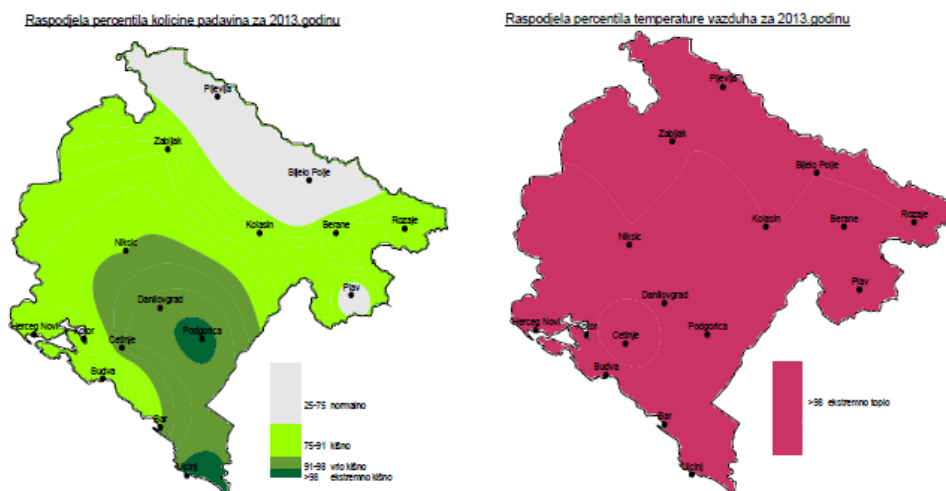 Raspodjela percentila kolicine padavina za 2013.godinu
Pljevlja
Zabljak
Bijelo Polje
Rozaje
Kolasin
Berane
Niksic
Plav
Danilovgrad
Herceg Novi
Kotor
Cetinje
Podgorica
Budva
Bar
Ulcinj
25-75 normalno
75-91 kišno
91-98 vrlo kišno
>98 ekstremno kišno
Raspodjela percentila temperature vazduha za 2013.godinu
Pljevlja
Zabljak
Bijelo Polje
Rozaje
Kolasin
Berane
Niksic
Plav
Danilovgrad
Herceg Novi
Kotor
Cetinje
Podgorica
Budva
Bar
Ulcinj
>98 ekstremno toplo